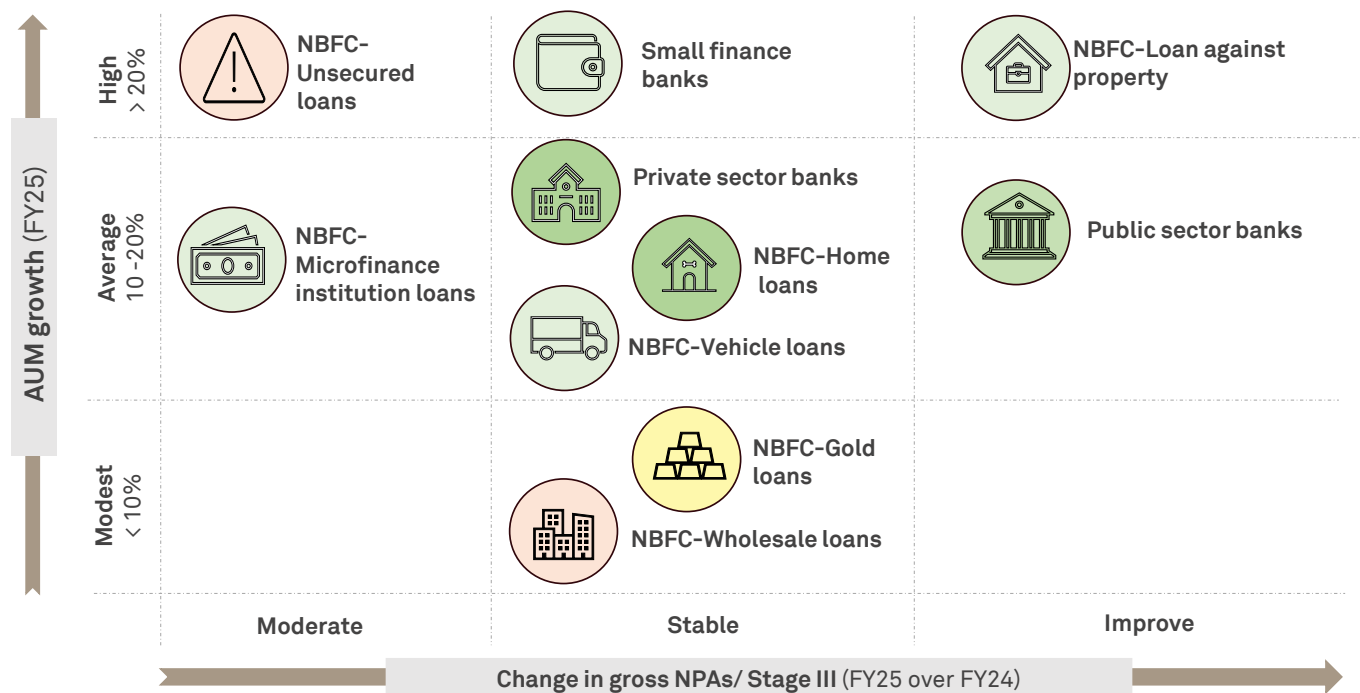 AUM growth (FY25)
High
> 20%
NBFC-
Unsecured
loans
Small finance
banks
NBFC-Loan against
property
Average
10 -20%
NBFC-
Microfinance
institution loans
Private sector banks
NBFC-Home
loans
NBFC-Vehicle loans
Public sector banks
Modest
< 10%
NBFC-Gold
loans
NBFC-Wholesale loans
Moderate
Stable
Improve
Change in gross NPAs/ Stage III (FY25 over FY24)